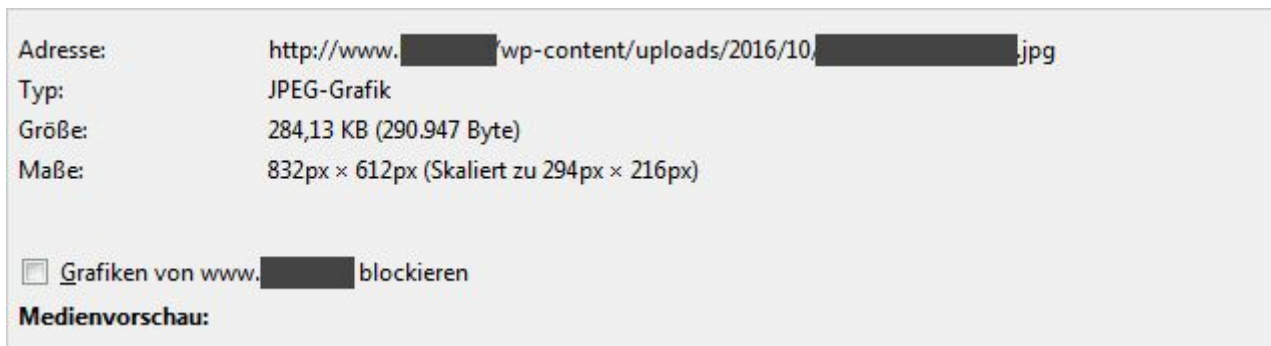 Adresse: http://www. /wp-content/uploads/2016/10/ .jpg
Typ: JPEG-Grafik
Größe: 284,13 KB (290.947 Byte)
Maße: 832px × 612px (Skaliert zu 294px × 216px)
Grafiken von www. blockieren
Medienvorschau: